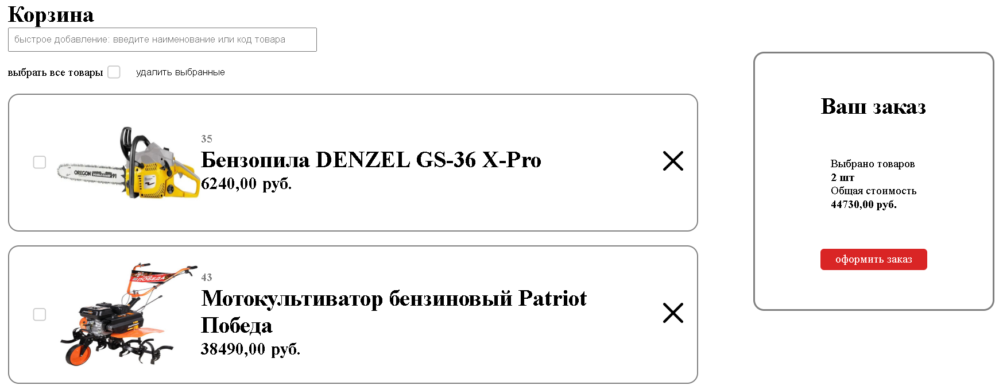 Корзина
быстрое добавление: введите наименование или код товара
выбрать все товары
удалить выбранные
35
Бензопила DENZEL GS-36 X-Pro
6240,00 руб.
OREGON
91
43
Мотокультиватор бензиновый Patriot
Победа
38490,00 руб.
ПОБЕДА
Ваш заказ
Выбрано товаров
2 шт
Общая стоимость
44730,00 руб.
оформить заказ